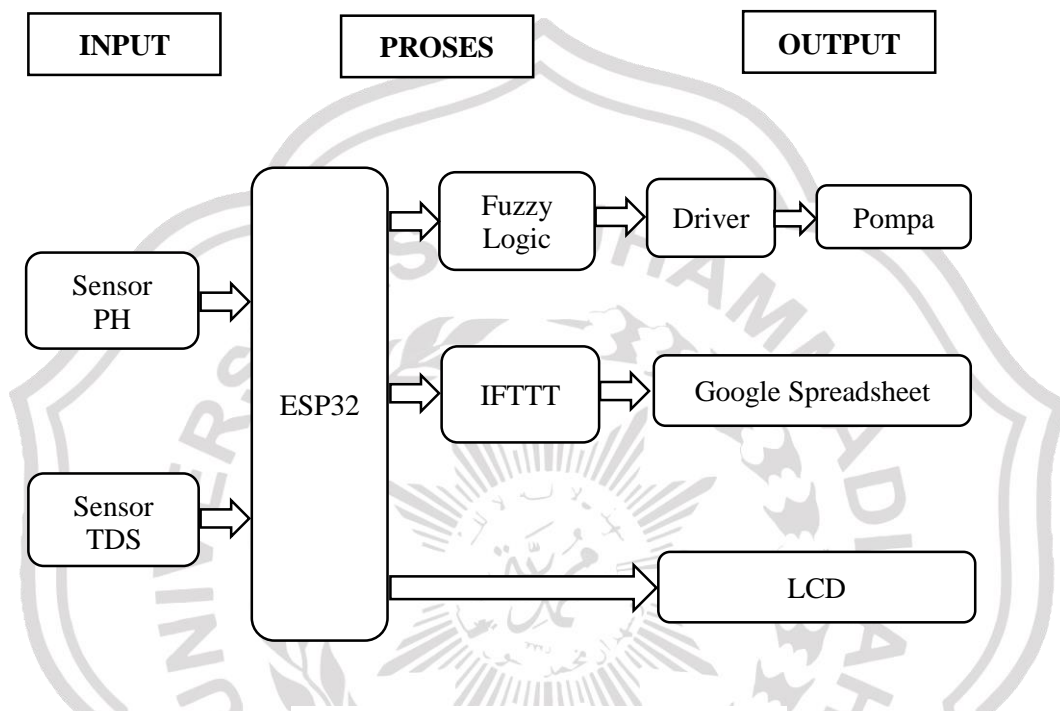 INPUT
PROSES
OUTPUT
Fuzzy
Logic
Driver
Pompa
Sensor
PH
ESP32
IFTTT
Google Spreadsheet
Sensor
TDS
LCD